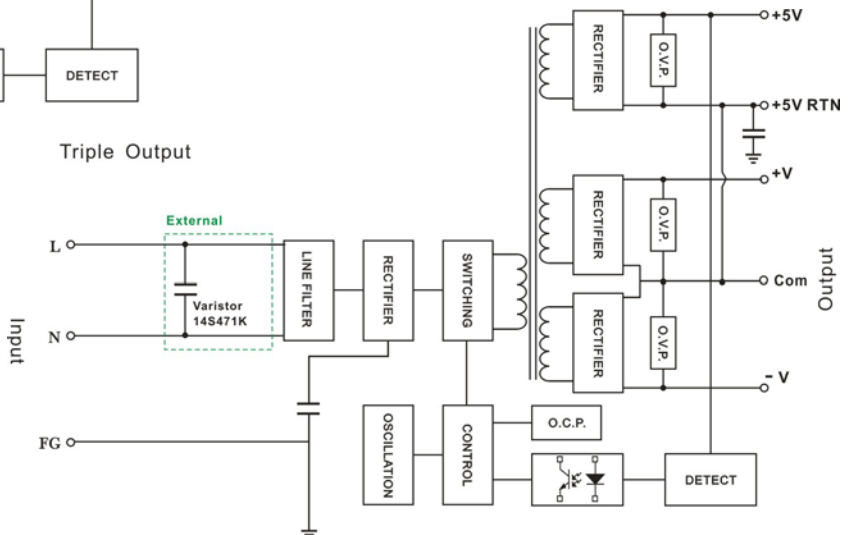 DETECT
Triple Output
External
L
N
FG
Input
Varistor
14S471K
LINE FILTER
RECTIFIER
SWITCHING
RECTIFIER
RECTIFIER
RECTIFIER
O.V.P.
O.V.P.
O.V.P.
+5V
+5V RTN
+V
Com
- V
Output
OSCILLATION
CONTROL
O.C.P.
DETECT